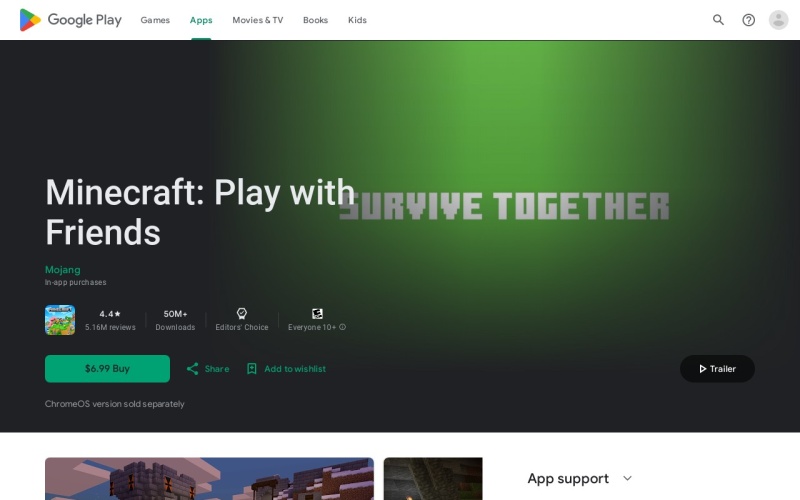 Google Play
Games
Apps
Movies & TV
Books
Kids
SURVIVE TOGETHER
Minecraft: Play with
Friends
Mojang
In-app purchases
4.4★
5.16M reviews
50M+
Downloads
Editors' Choice
E
Everyone 10+
$6.99 Buy
Share
Add to wishlist
Trailer
ChromeOS version sold separately
App support